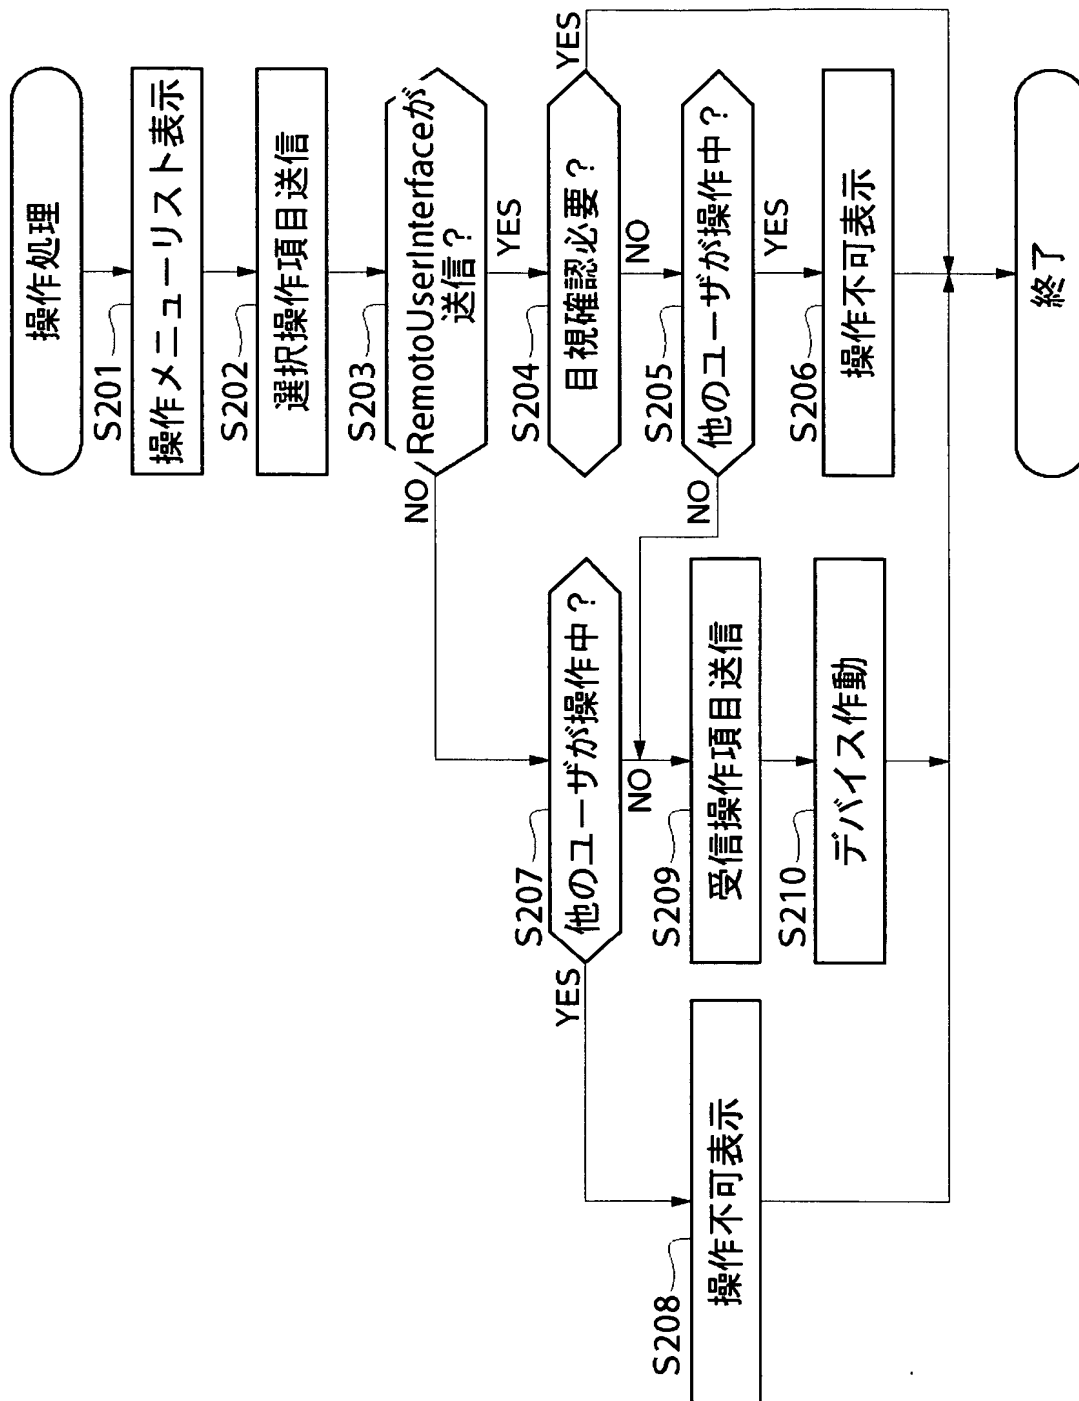 操作処理
S201
操作メニューリスト表示
S202
選択操作項目送信
S203
RemotoUserInterfaceが
送信？
NO
YES
S204
目視確認必要？
YES
NO
S205
他のユーザが操作中？
NO
YES
S206
操作不可表示
S207
他のユーザが操作中？
YES
NO
S208
操作不可表示
S209
受信操作項目送信
S210
デバイス作動
終了